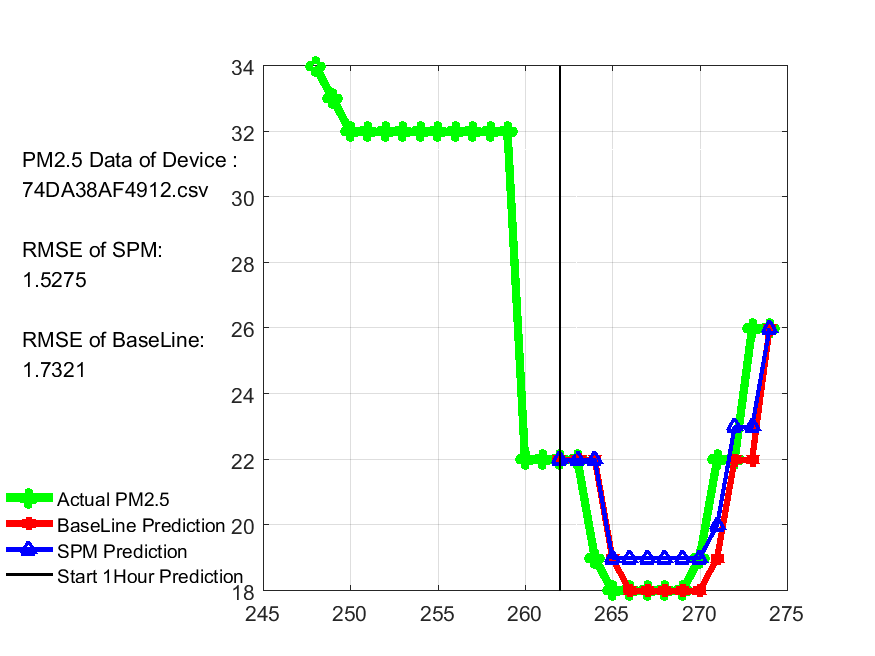 PM2.5 Data of Device :
74DA38AF4912.csv
RMSE of SPM:
1.5275
RMSE of BaseLine:
1.7321
Actual PM2.5
BaseLine Prediction
SPM Prediction
Start 1Hour Prediction
34
32
30
28
26
24
22
20
18
245 250 255 260 265 270 275